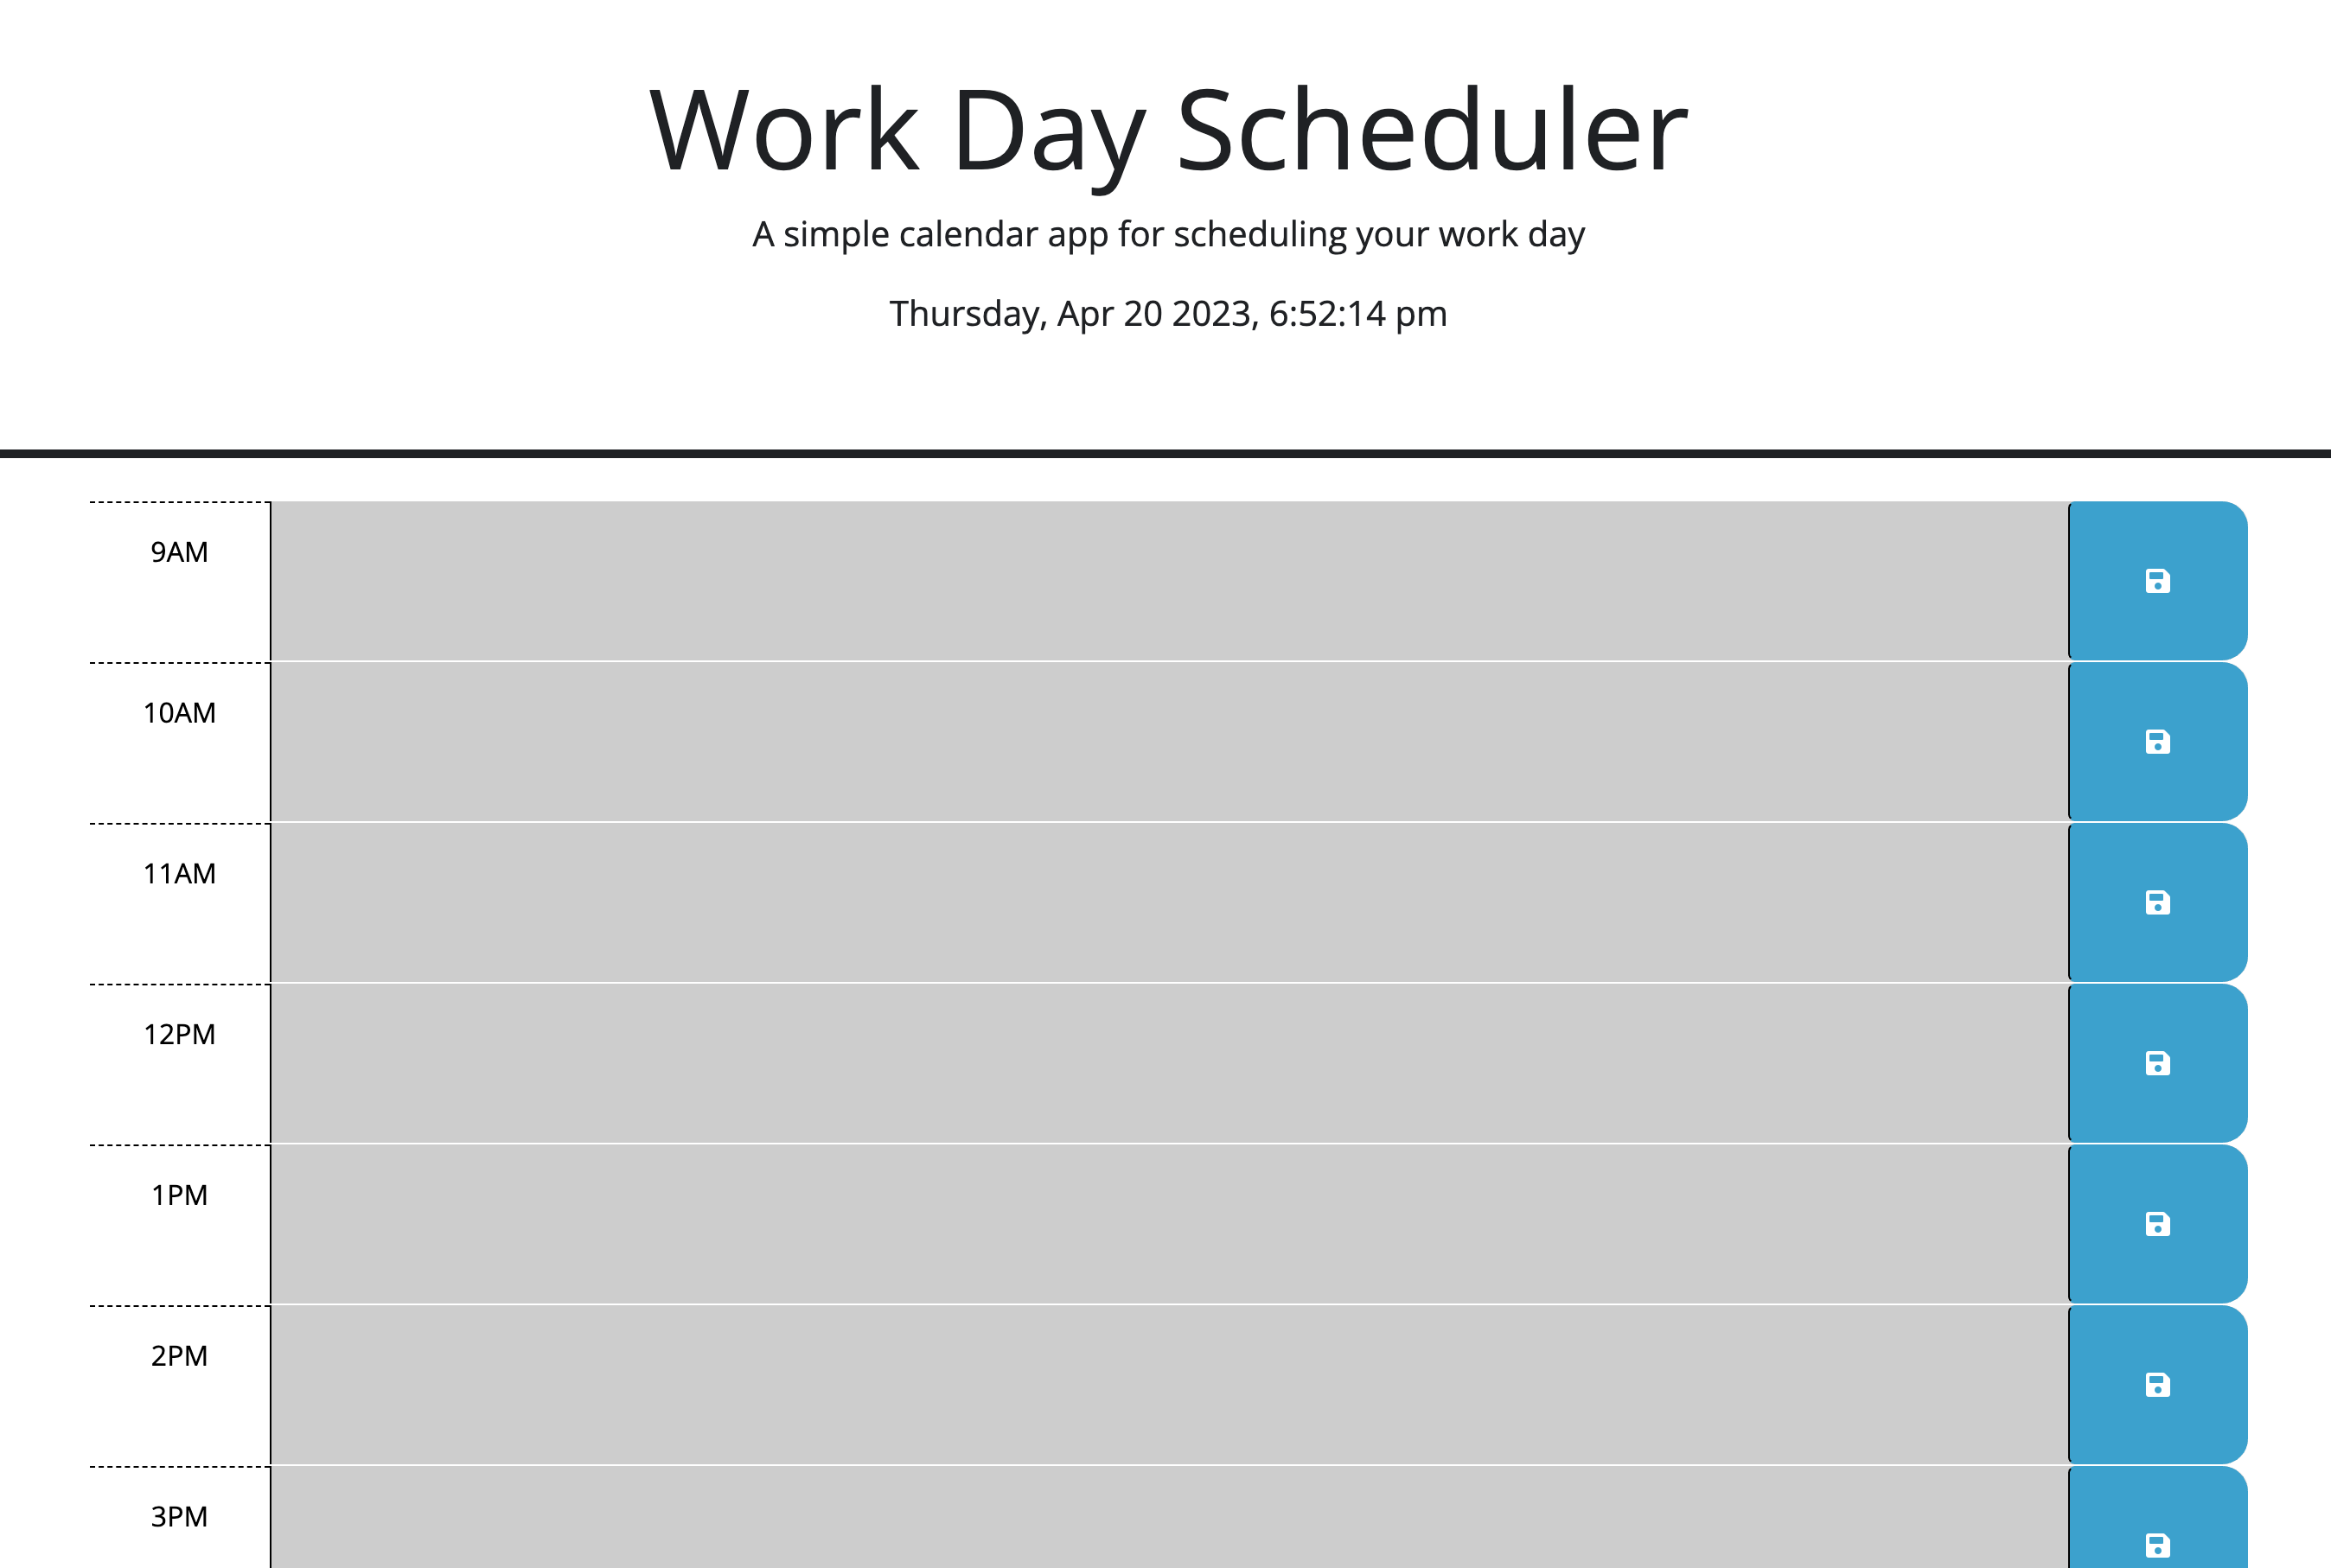 Work Day Scheduler
A simple calendar app for scheduling your work day
Thursday, Apr 20 2023, 6:52:14 pm
9AM
10AM
11AM
12PM
1PM
2PM
3PM